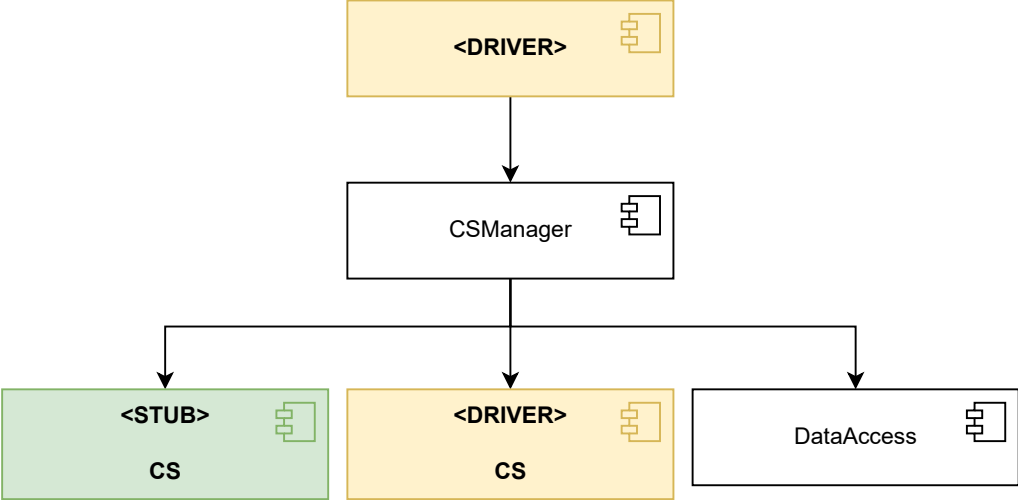 <DRIVER>
CSManager
<STUB>
CS
<DRIVER>
CS
DataAccess